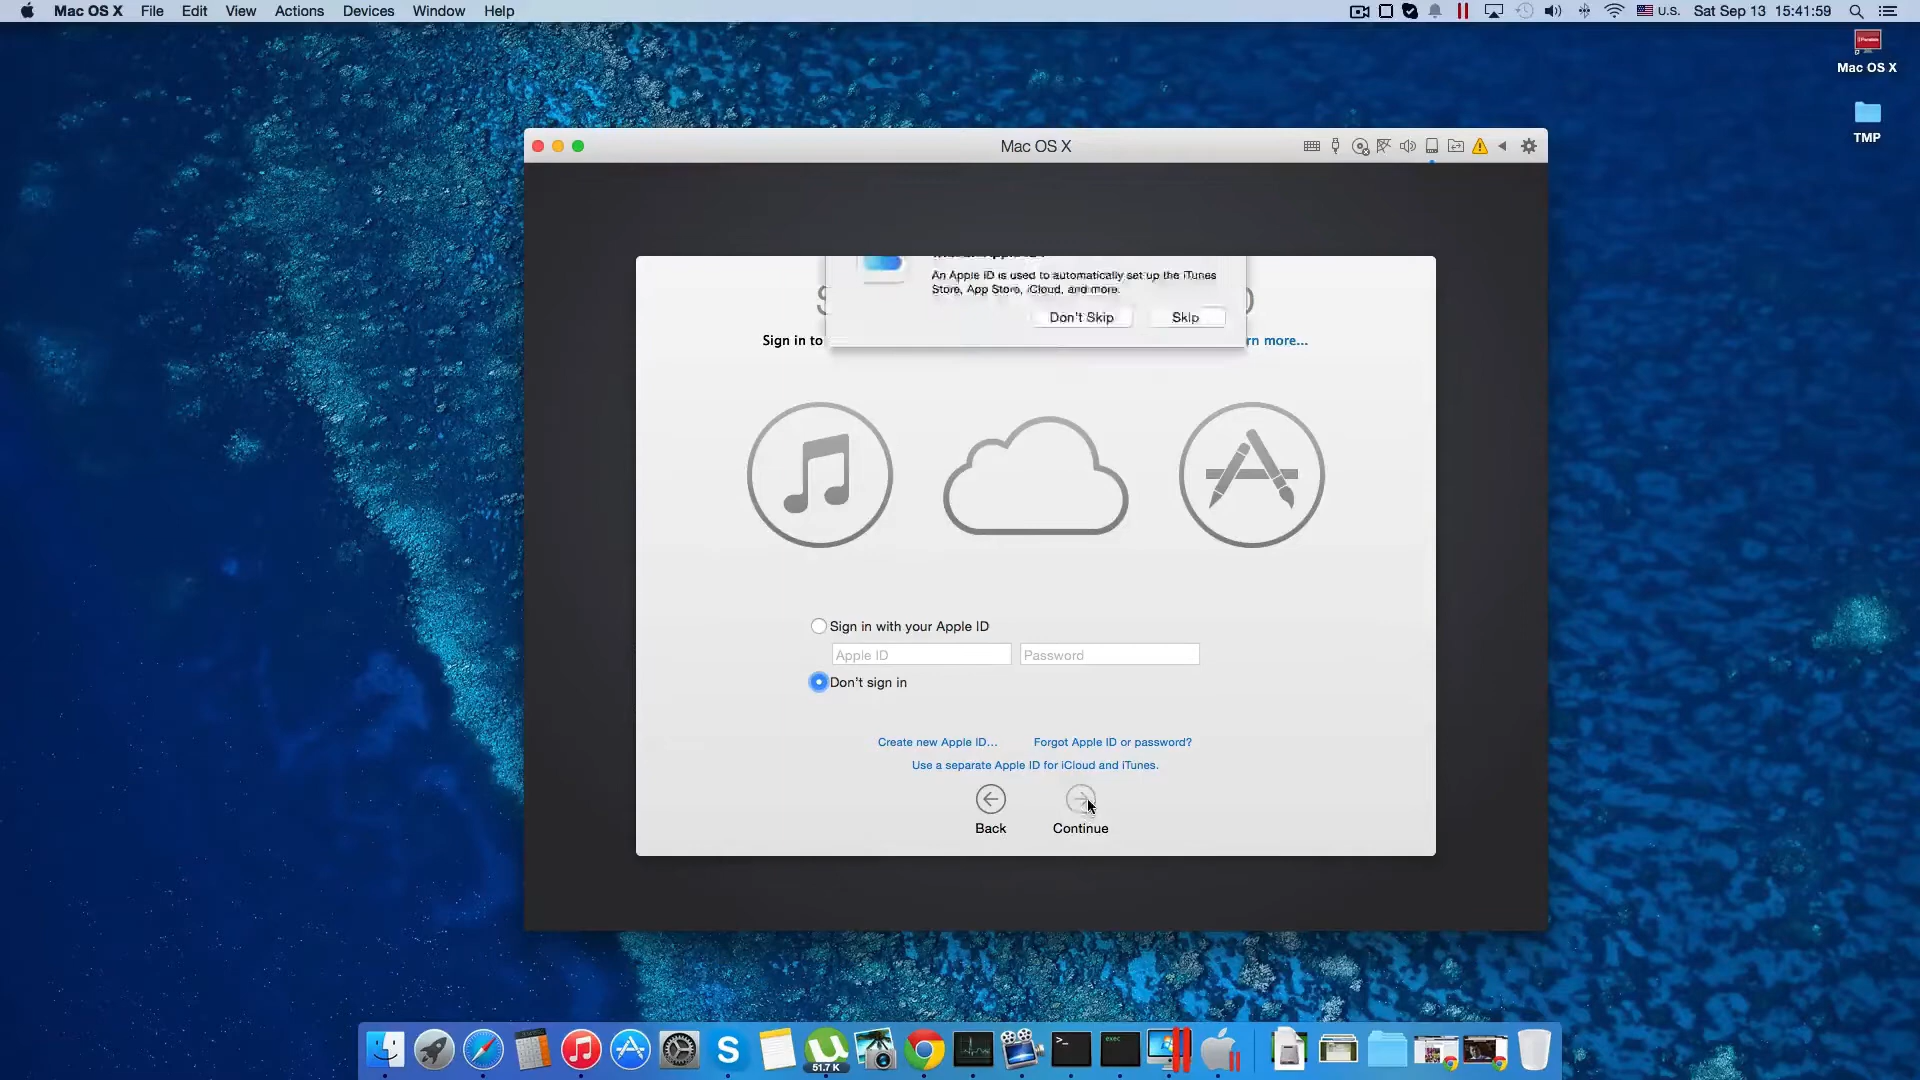 Mac OS X File Edit View Actions Devices Window Help
U.S. Sat Sep 13 15:41:59
Mac OS X
TMP
Mac OS X
An Apple ID is used to automatically set up the iTunes
Store, App Store, iCloud, and more.
Don't Skip Skip
Sign in to
rn more...
Sign in with your Apple ID
Apple ID Password
Don't sign in
Create new Apple ID... Forgot Apple ID or password?
Use a separate Apple ID for iCloud and iTunes.
Back Continue
51.7 K
exec